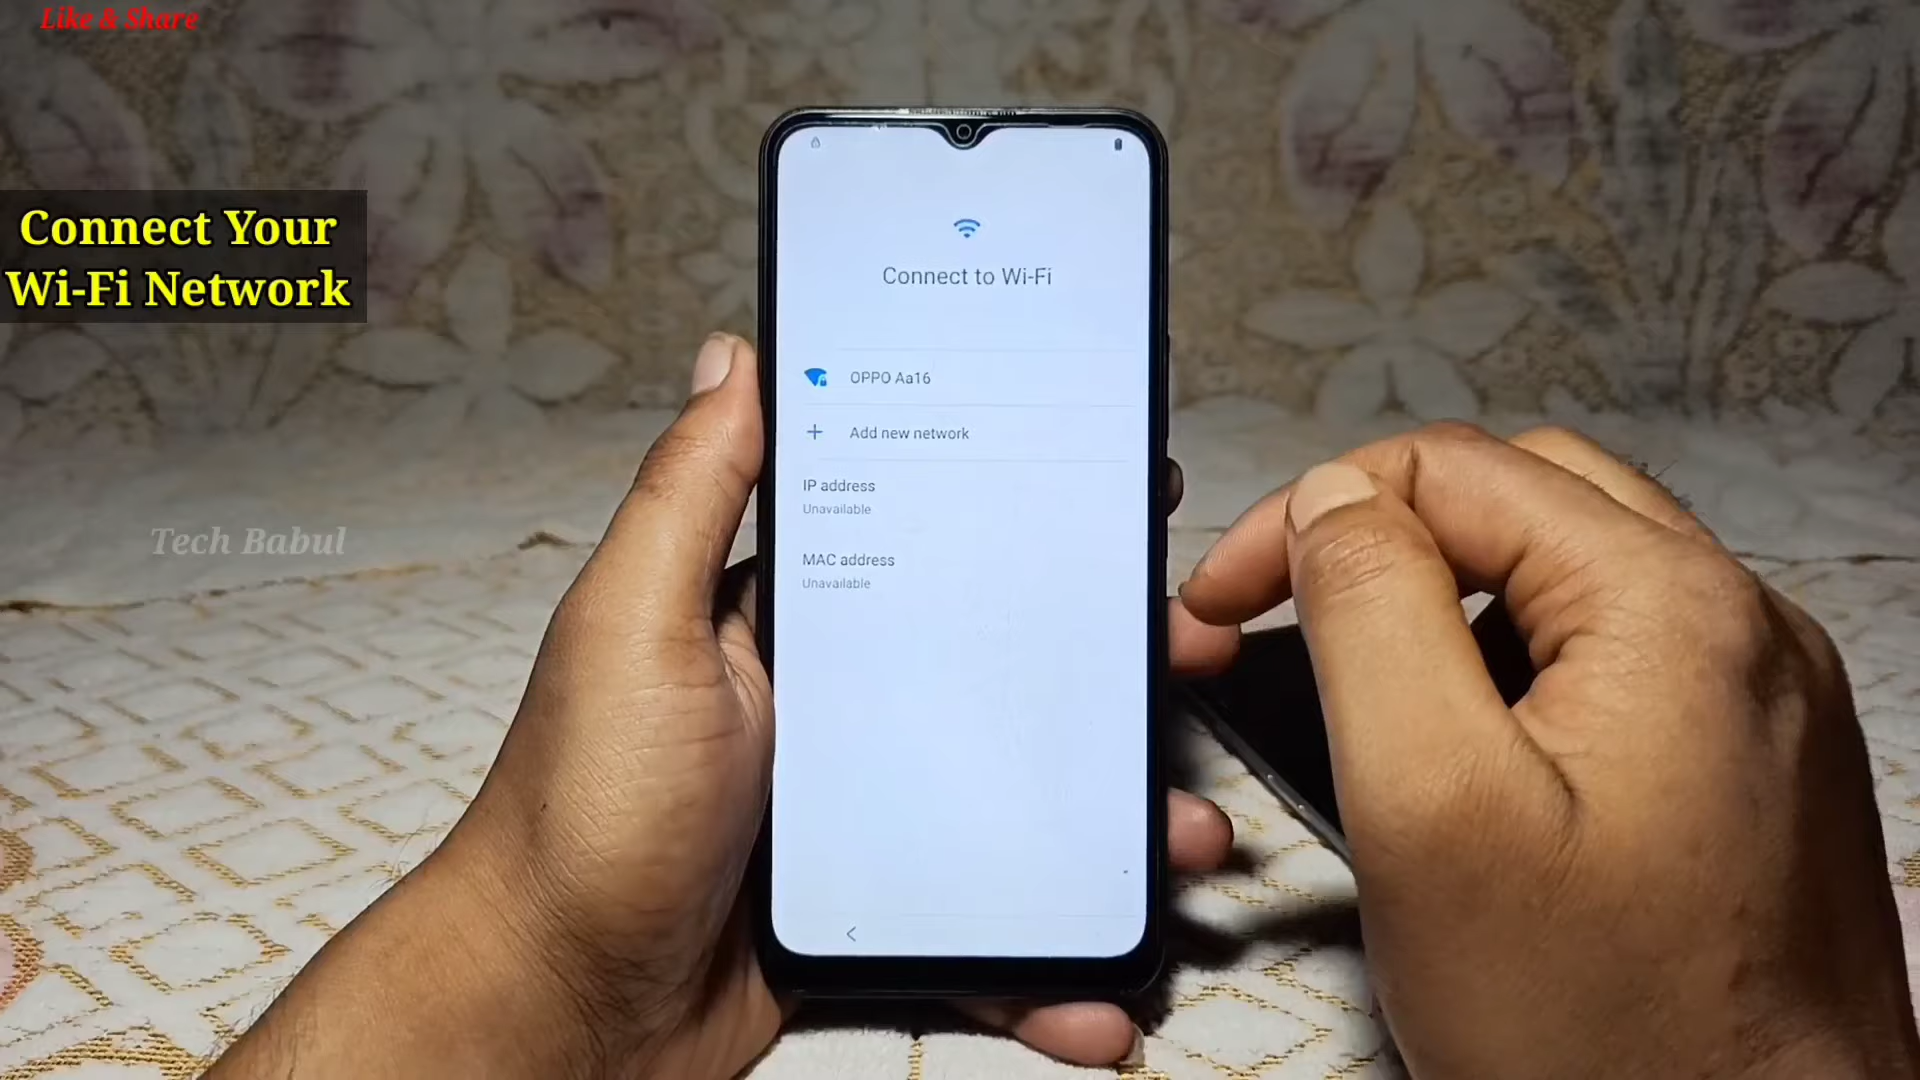 Like & Share
Connect Your
Wi-Fi Network
Tech Babul
Connect to Wi-Fi
OPPO Aa16
Add new network
IP address
Unavailable
MAC address
Unavailable